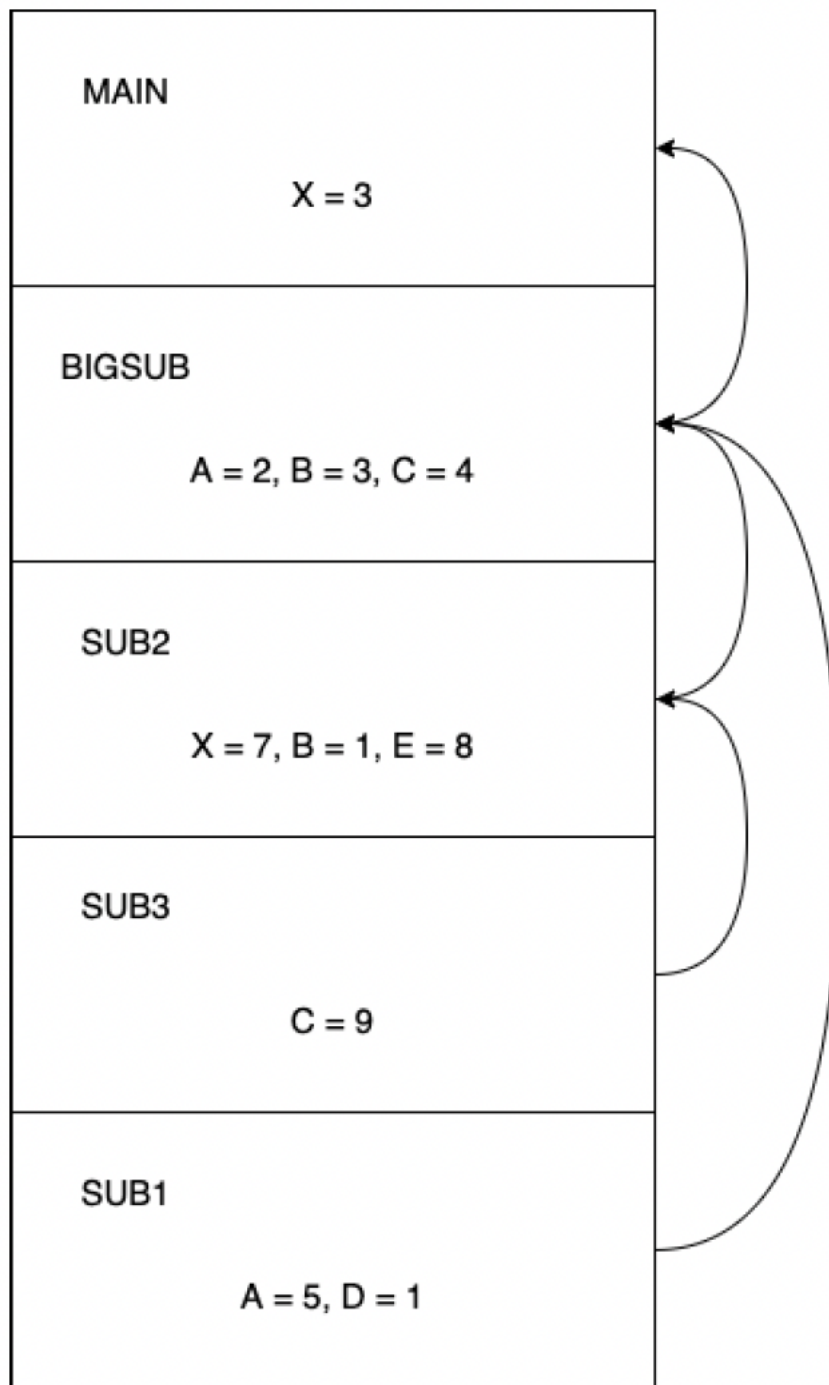 MAIN
X = 3
BIGSUB
A = 2, B = 3, C = 4
SUB2
X = 7, B = 1, E = 8
SUB3
C = 9
SUB1
A = 5, D = 1